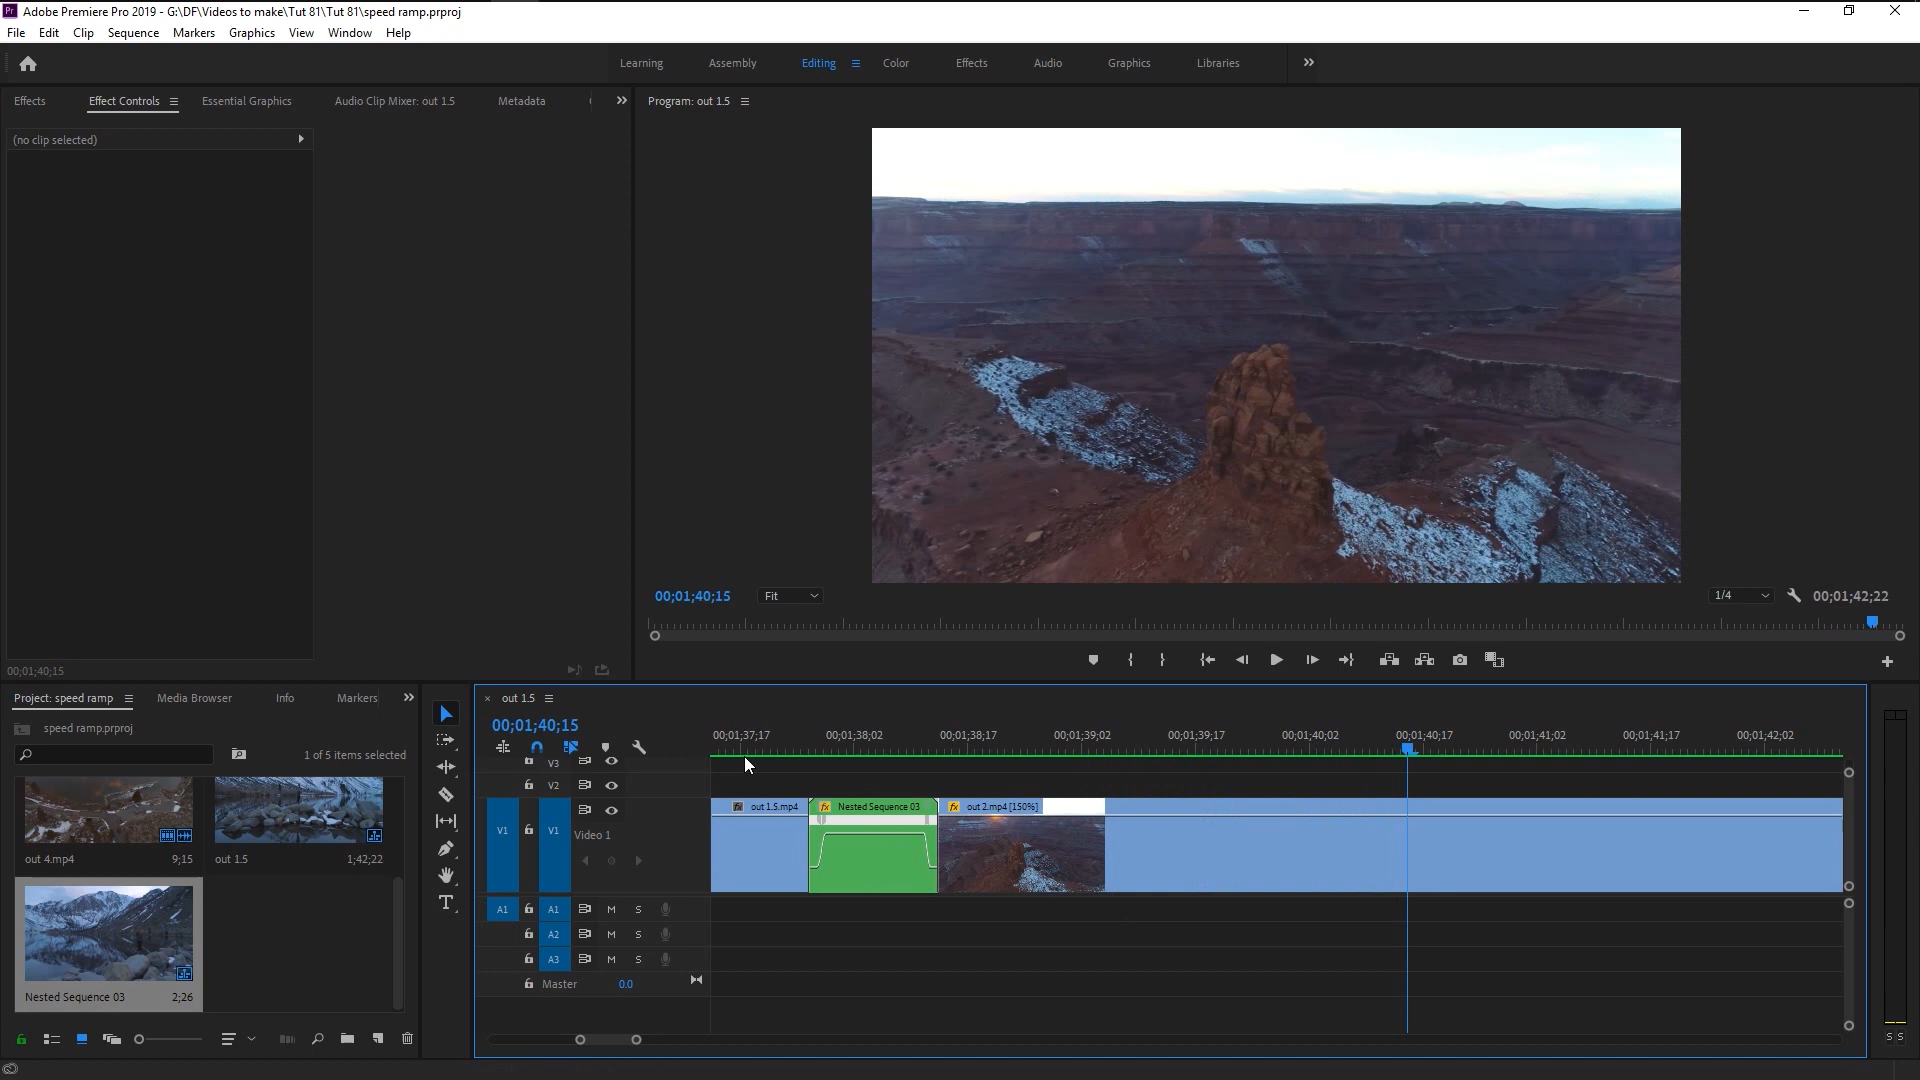 Pr Adobe Premiere Pro 2019 - G:\DF\Videos to make\Tut 81\Tut 81\speed ramp.prproj
File Edit Clip Sequence Markers Graphics View Window Help
Learning Assembly Editing Color Effects Audio Graphics Libraries
Effects Effect Controls Essential Graphics Audio Clip Mixer: out 1.5 Metadata
Program: out 1.5
(no clip selected)
00;01;40;15 Fit 1/4 00;01;42;22
00;01;40;15
Project: speed ramp Media Browser Info Markers
out 1.5
speed ramp.prproj
00;01;40;15
1 of 5 items selected
00;01;37;17 00;01;38;02 00;01;38;17 00;01;39;02 00;01;39;17 00;01;40;02 00;01;40;17 00;01;41;02 00;01;41;17 00;01;42;02
V3
V2
out 1.5.mp4 fx Nested Sequence 03 fx out 2.mp4 [150%]
V1 V1 Video 1
out 4.mp4 9;15 out 1.5 1;42;22
A1 A1 M S
A2 M S
A3 M S
Master 0.0
Nested Sequence 03 2;26
T
S S